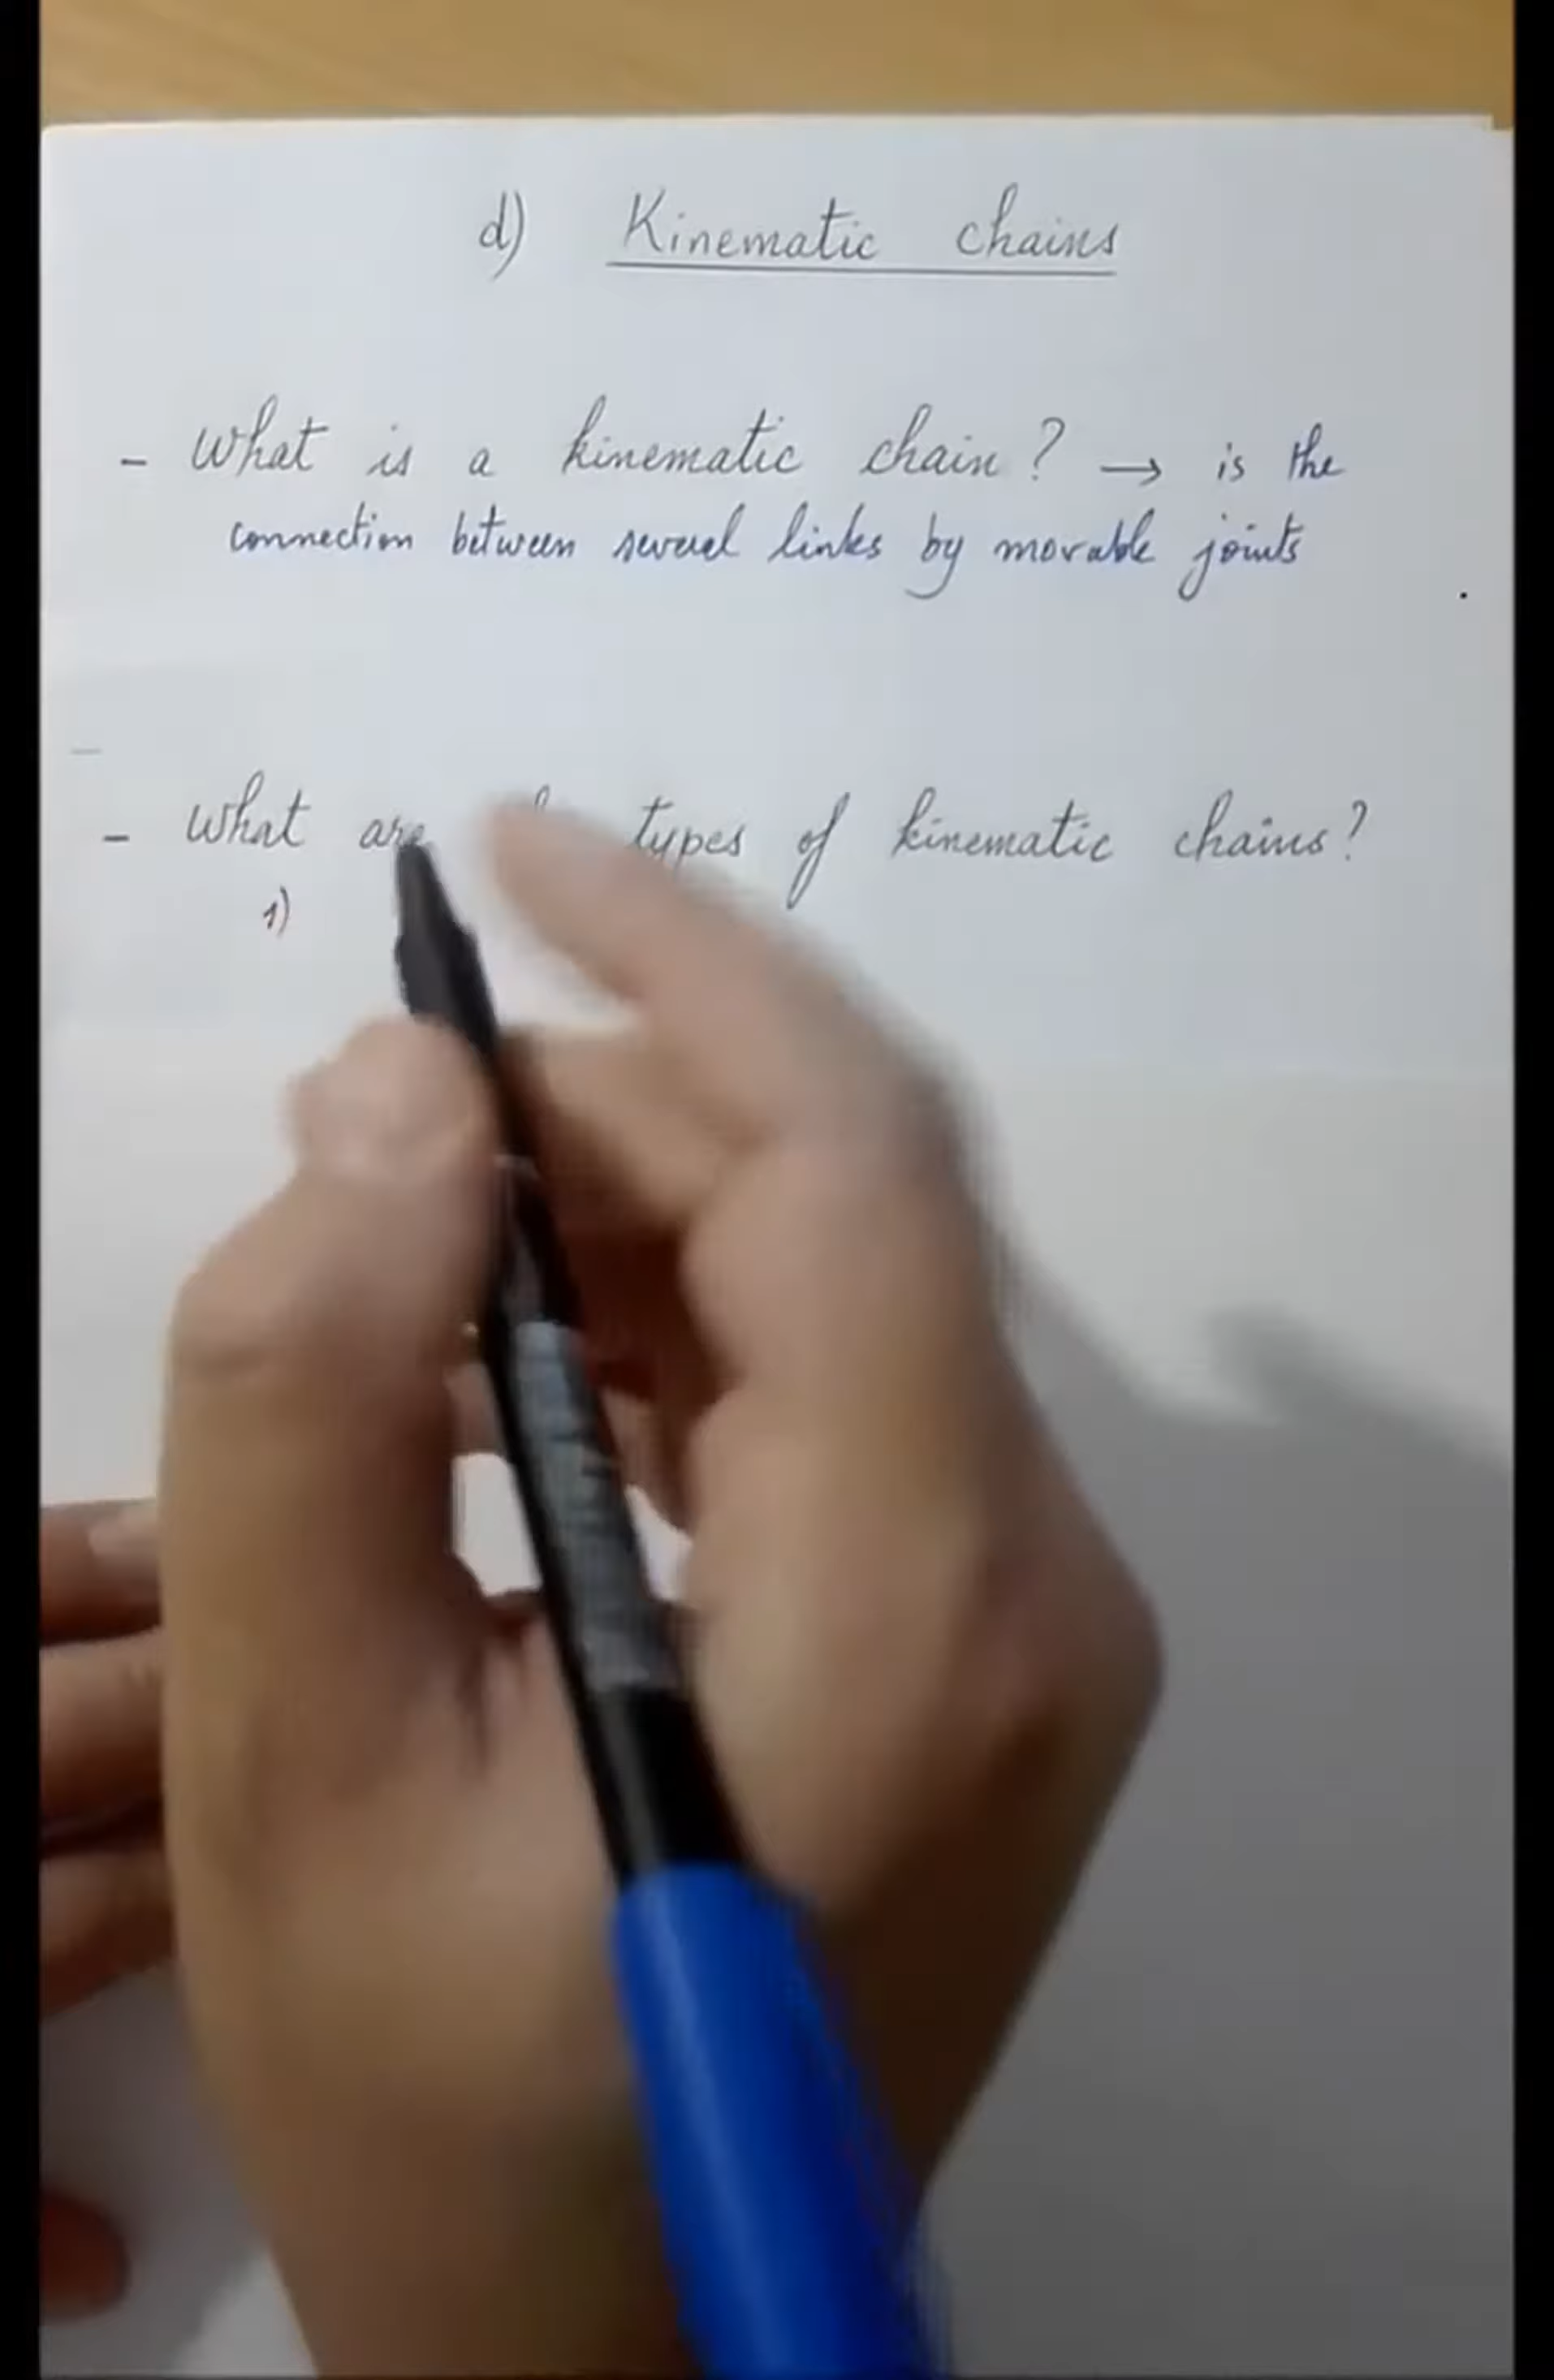 d) Kinematic chains
- What is a kinematic chain? → is the
connection between several links by movable joints
- What are types of kinematic chains?
1)